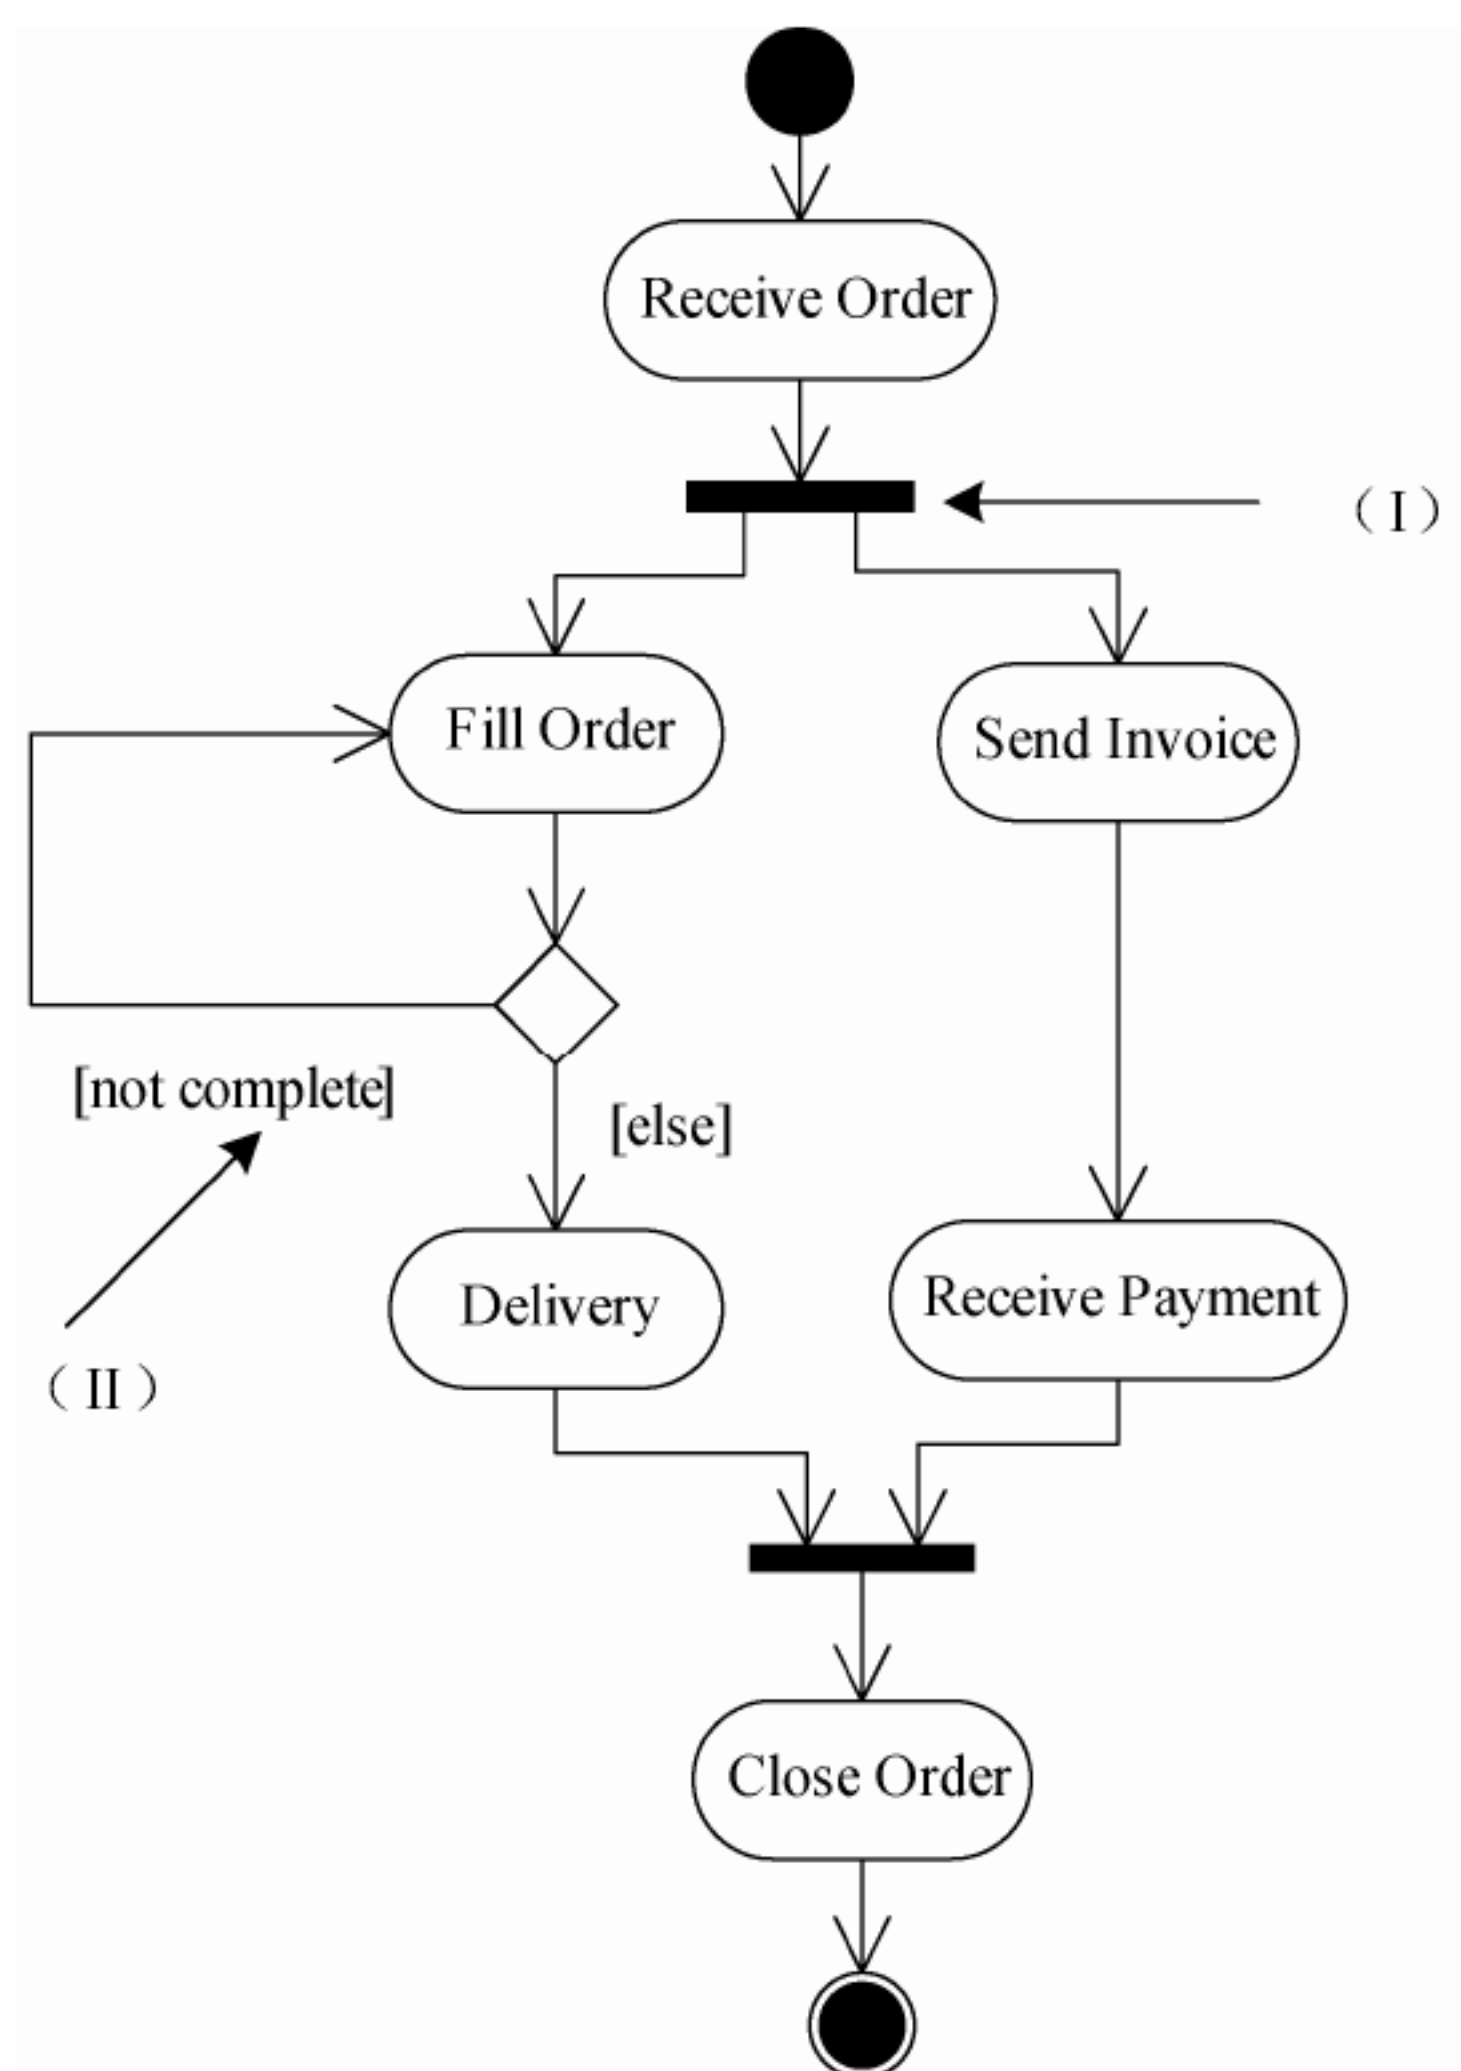 Receive Order
（I）
Fill Order
Send Invoice
[not complete]
[else]
Delivery
Receive Payment
（II）
Close Order